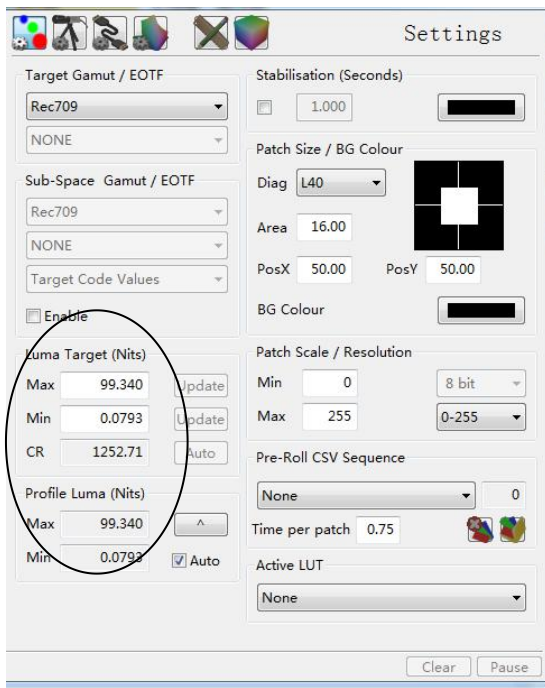 Settings
Target Gamut / EOTF
Rec709
NONE
Sub-Space Gamut / EOTF
Rec709
NONE
Target Code Values
Enable
Luma Target (Nits)
Max 99.340 Update
Min 0.0793 Update
CR 1252.71 Auto
Profile Luma (Nits)
Max 99.340 ^
Min 0.0793 Auto
Stabilisation (Seconds)
1.000
Patch Size / BG Colour
Diag L40
Area 16.00
PosX 50.00 PosY 50.00
BG Colour
Patch Scale / Resolution
Min 0 8 bit
Max 255 0-255
Pre-Roll CSV Sequence
None 0
Time per patch 0.75
Active LUT
None
Clear Pause